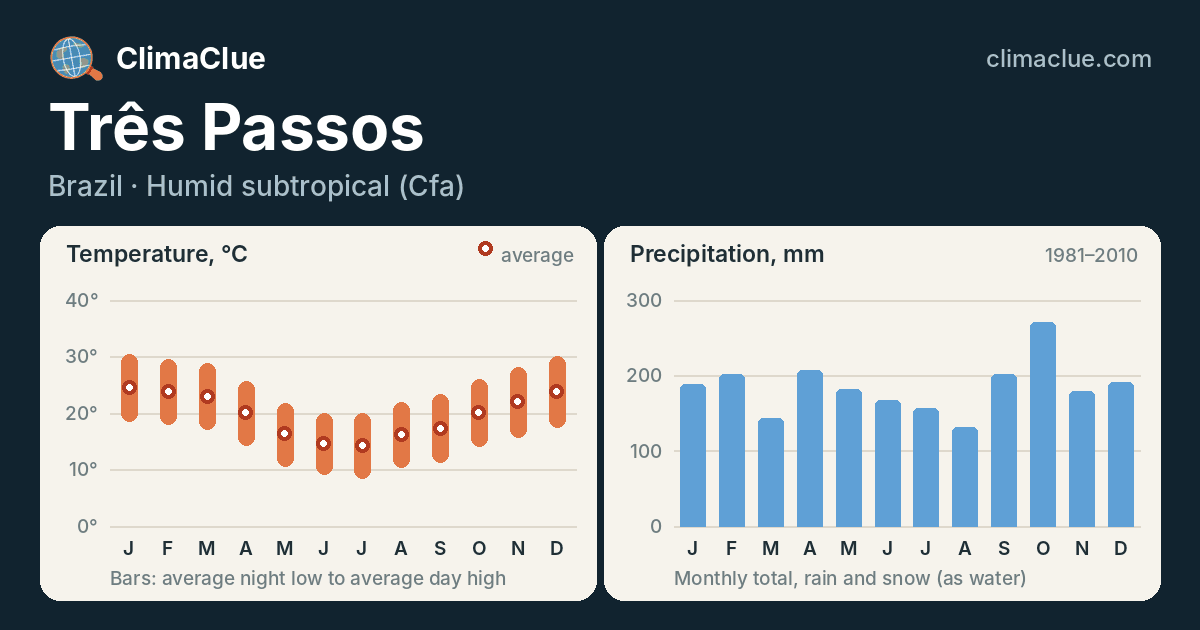 ClimaClue
climaclue.com
Três Passos
Brazil · Humid subtropical (Cfa)
Temperature, °C
average
40°
30°
20°
10°
0°
J F M A M J J A S O N D
Bars: average night low to average day high
Precipitation, mm
1981–2010
300
200
100
0
J F M A M J J A S O N D
Monthly total, rain and snow (as water)